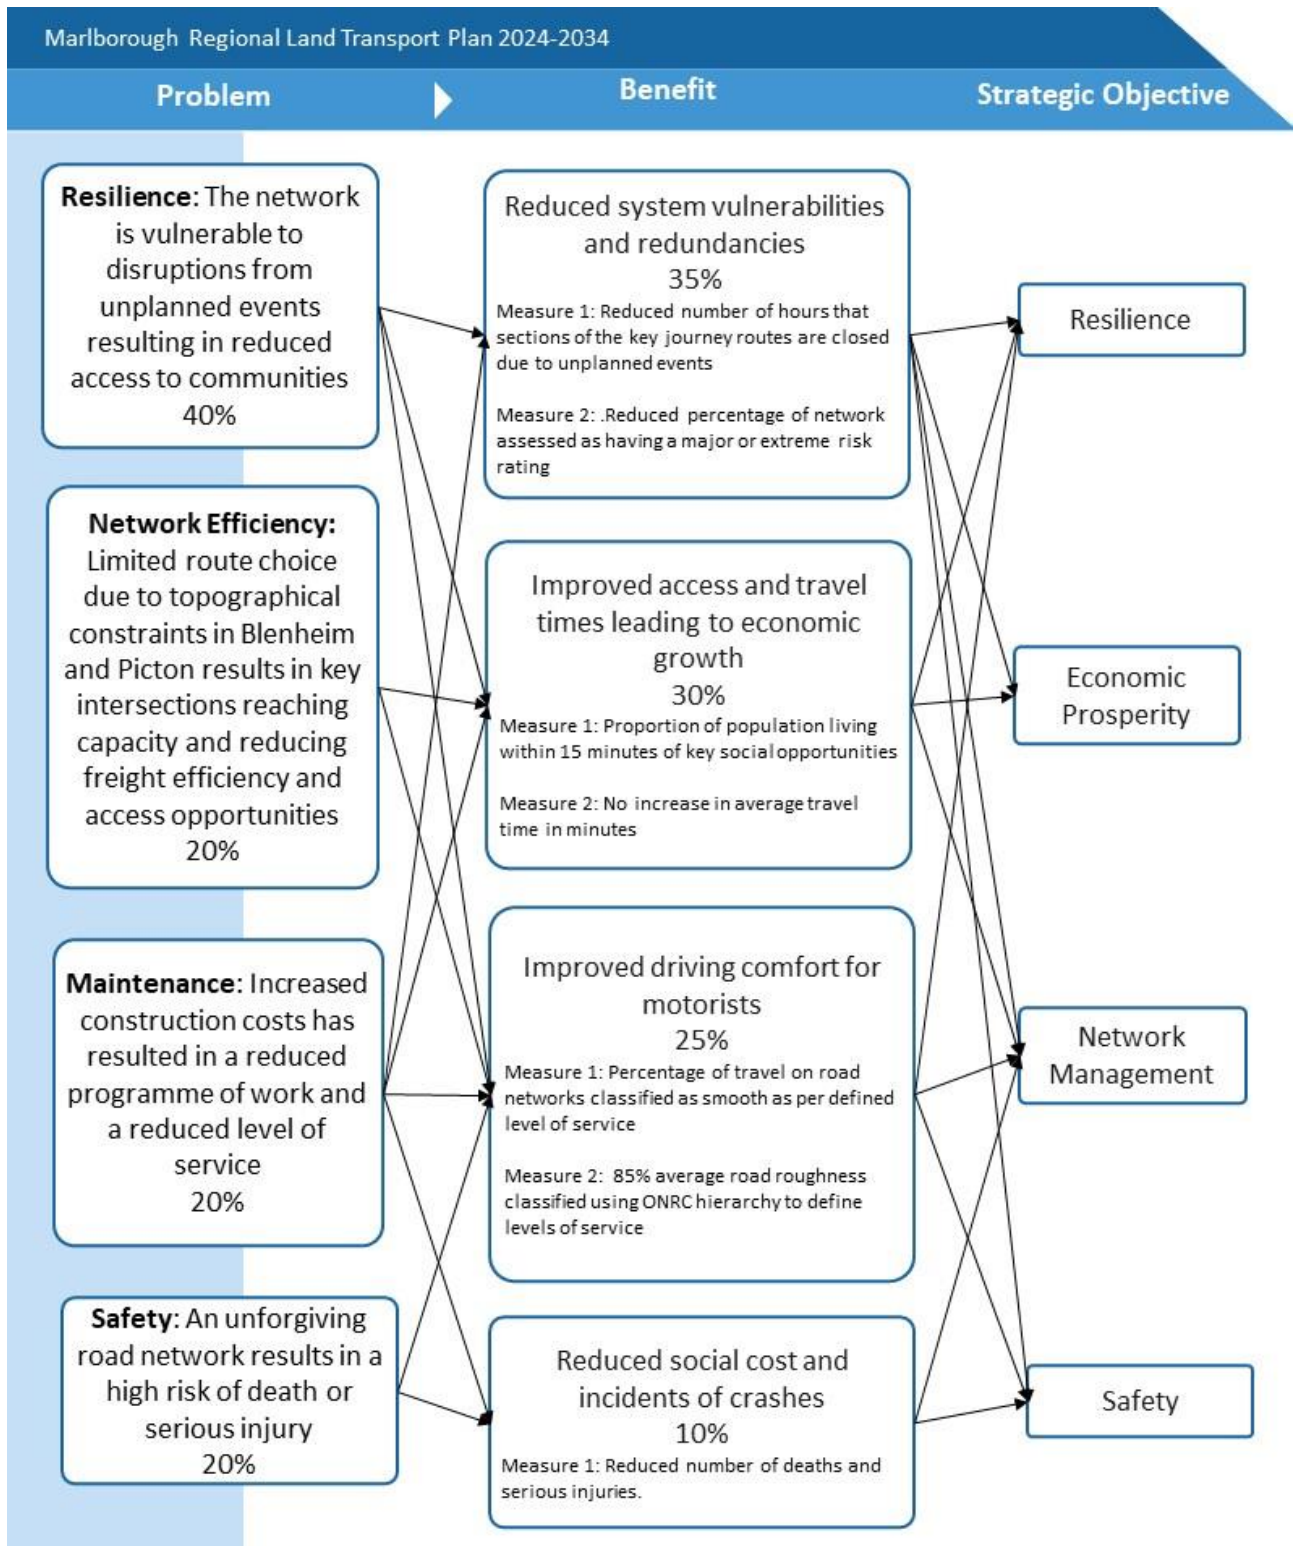 Marlborough Regional Land Transport Plan 2024-2034
Problem
Benefit
Strategic Objective
Resilience: The network
is vulnerable to
disruptions from
unplanned events
resulting in reduced
access to communities
40%
Network Efficiency:
Limited route choice
due to topographical
constraints in Blenheim
and Picton results in key
intersections reaching
capacity and reducing
freight efficiency and
access opportunities
20%
Maintenance: Increased
construction costs has
resulted in a reduced
programme of work and
a reduced level of
service
20%
Safety: An unforgiving
road network results in a
high risk of death or
serious injury
20%
Reduced system vulnerabilities
and redundancies
35%
Measure 1: Reduced number of hours that
sections of the key journey routes are closed
due to unplanned events
Measure 2: .Reduced percentage of network
assessed as having a major or extreme risk
rating
Improved access and travel
times leading to economic
growth
30%
Measure 1: Proportion of population living
within 15 minutes of key social opportunities
Measure 2: No increase in average travel
time in minutes
Improved driving comfort for
motorists
25%
Measure 1: Percentage of travel on road
networks classified as smooth as per defined
level of service
Measure 2: 85% average road roughness
classified using ONRC hierarchy to define
levels of service
Reduced social cost and
incidents of crashes
10%
Measure 1: Reduced number of deaths and
serious injuries.
Resilience
Economic
Prosperity
Network
Management
Safety